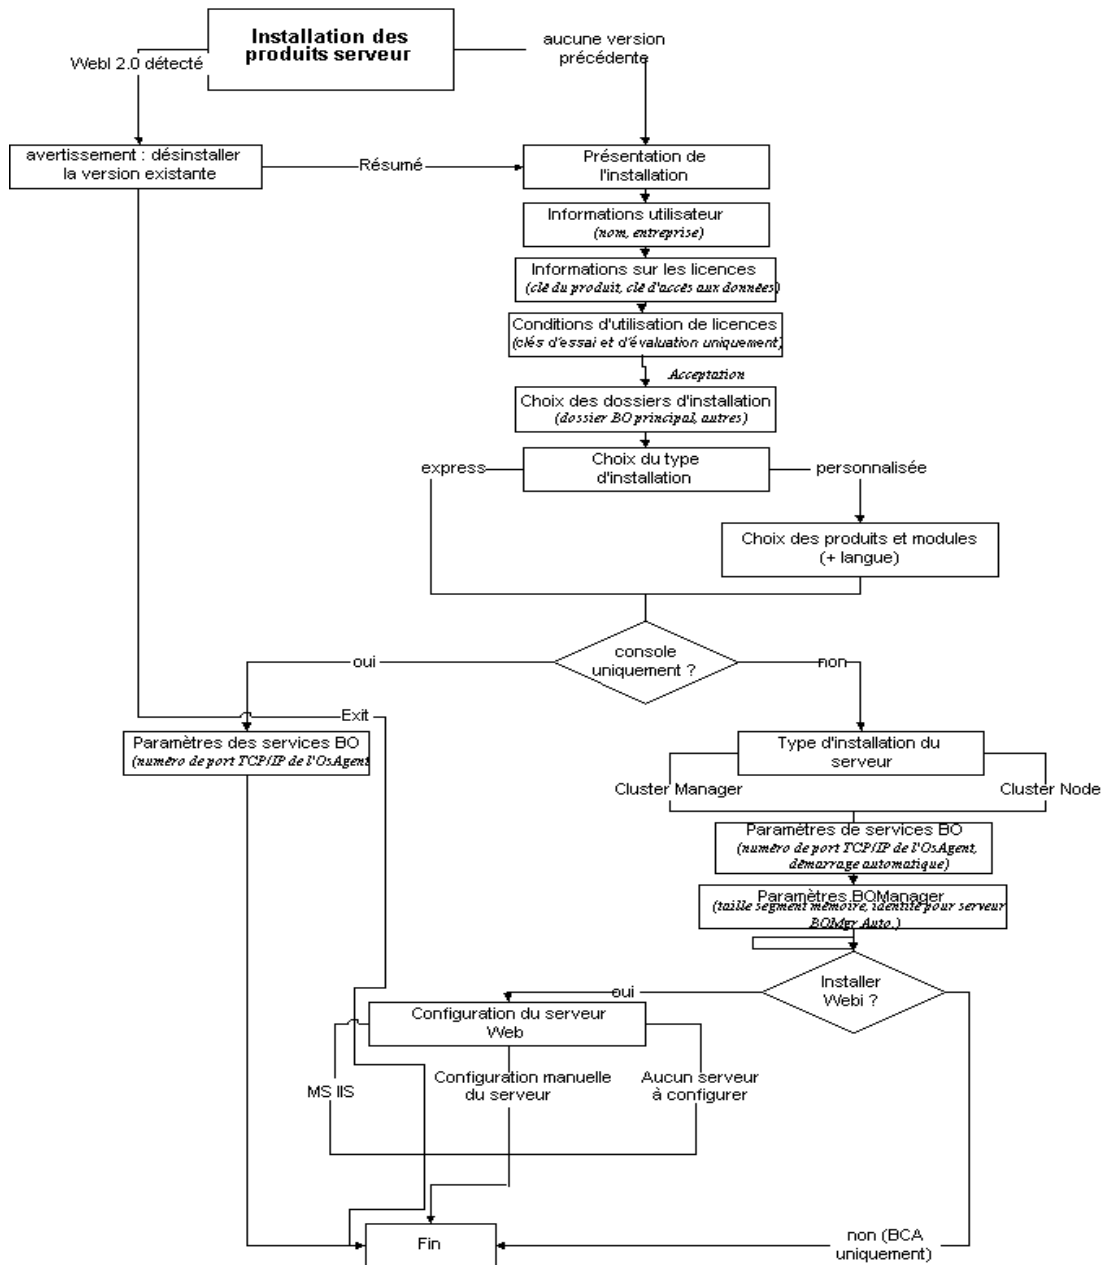 Installation des
produits serveur
aucune version
précédente
WebI 2.0 détecté
avertissement : désinstaller
la version existante
Résumé
Présentation de
l'installation
Informations utilisateur
(nom, entreprise)
Informations sur les licences
(clé du produit, clé d'accès aux données)
Conditions d'utilisation de licences
(clés d'essai et d'évaluation uniquement)
Acceptation
Choix des dossiers d'installation
(dossier BO principal, autres)
express
Choix du type
d'installation
personnalisée
Choix des produits et modules
(+ langue)
console
uniquement ?
oui
non
Exit
Paramètres des services BO
(numéro de port TCP/IP de l'OsAgent
Type d'installation du
serveur
Cluster Manager
Cluster Node
Paramètres de services BO
(numéro de port TCP/IP de l'OsAgent,
démarrage automatique)
Paramètres BOManager
(taille segment mémoire, identité pour serveur
BOMgr Auto.)
Installer
Webi ?
oui
Configuration du serveur
Web
MS IIS
Configuration manuelle
du serveur
Aucun serveur
à configurer
Fin
non (BCA
uniquement)